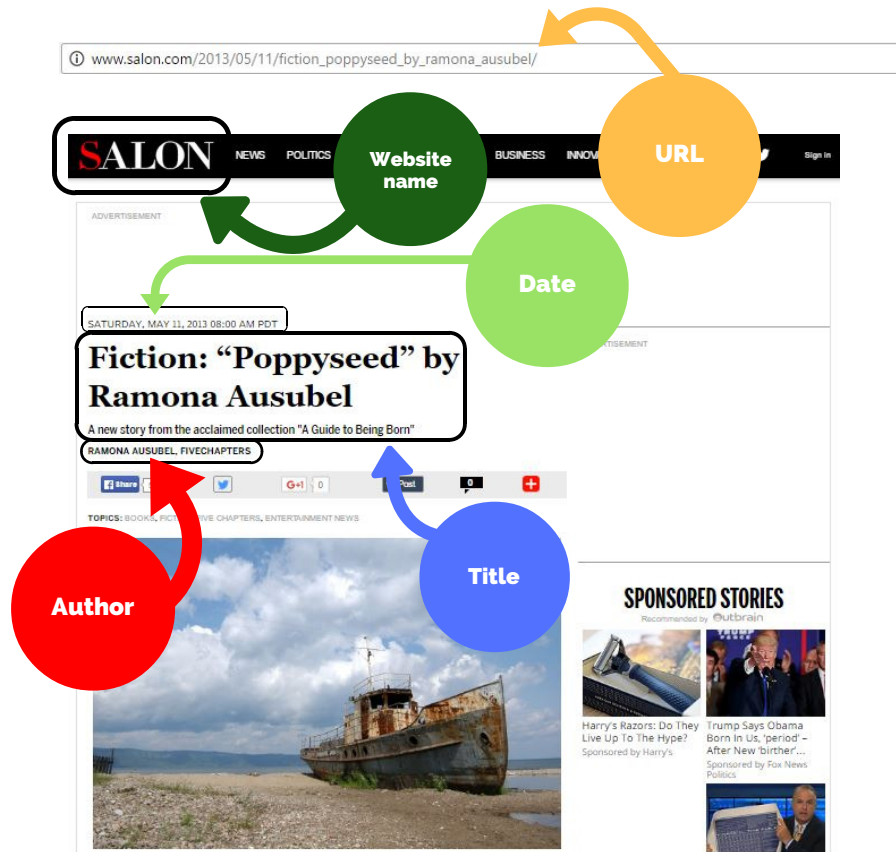 URL
www.salon.com/2013/05/11/fiction_poppyseed_by_ramona_ausubel/
SALON NEWS POLITICS BUSINESS Sign in
Website
name
ADVERTISEMENT
Date
SATURDAY, MAY 11, 2013 08:00 AM PDT
Fiction: “Poppyseed” by
Ramona Ausubel
A new story from the acclaimed collection "A Guide to Being Born"
RAMONA AUSUBEL, FIVECHAPTERS
Share G+1 0 Post 0
TOPICS: BOOKS, CHAPTERS, ENTERTAINMENT NEWS
Title
Author
SPONSORED STORIES
Recommended by Outbrain
Harry's Razors: Do They
Live Up To The Hype?
Sponsored by Harry's
Trump Says Obama
Born In Us, 'period' –
After New 'birther'...
Sponsored by Fox News
Politics